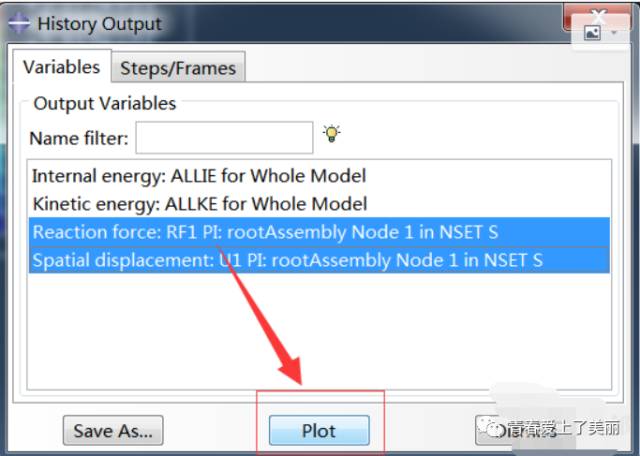 History Output
Variables
Steps/Frames
Output Variables
Name filter:
Internal energy: ALLIE for Whole Model
Kinetic energy: ALLKE for Whole Model
Reaction force: RF1 PI: rootAssembly Node 1 in NSET S
Spatial displacement: U1 PI: rootAssembly Node 1 in NSET S
Save As...
Plot
青春爱上了美丽